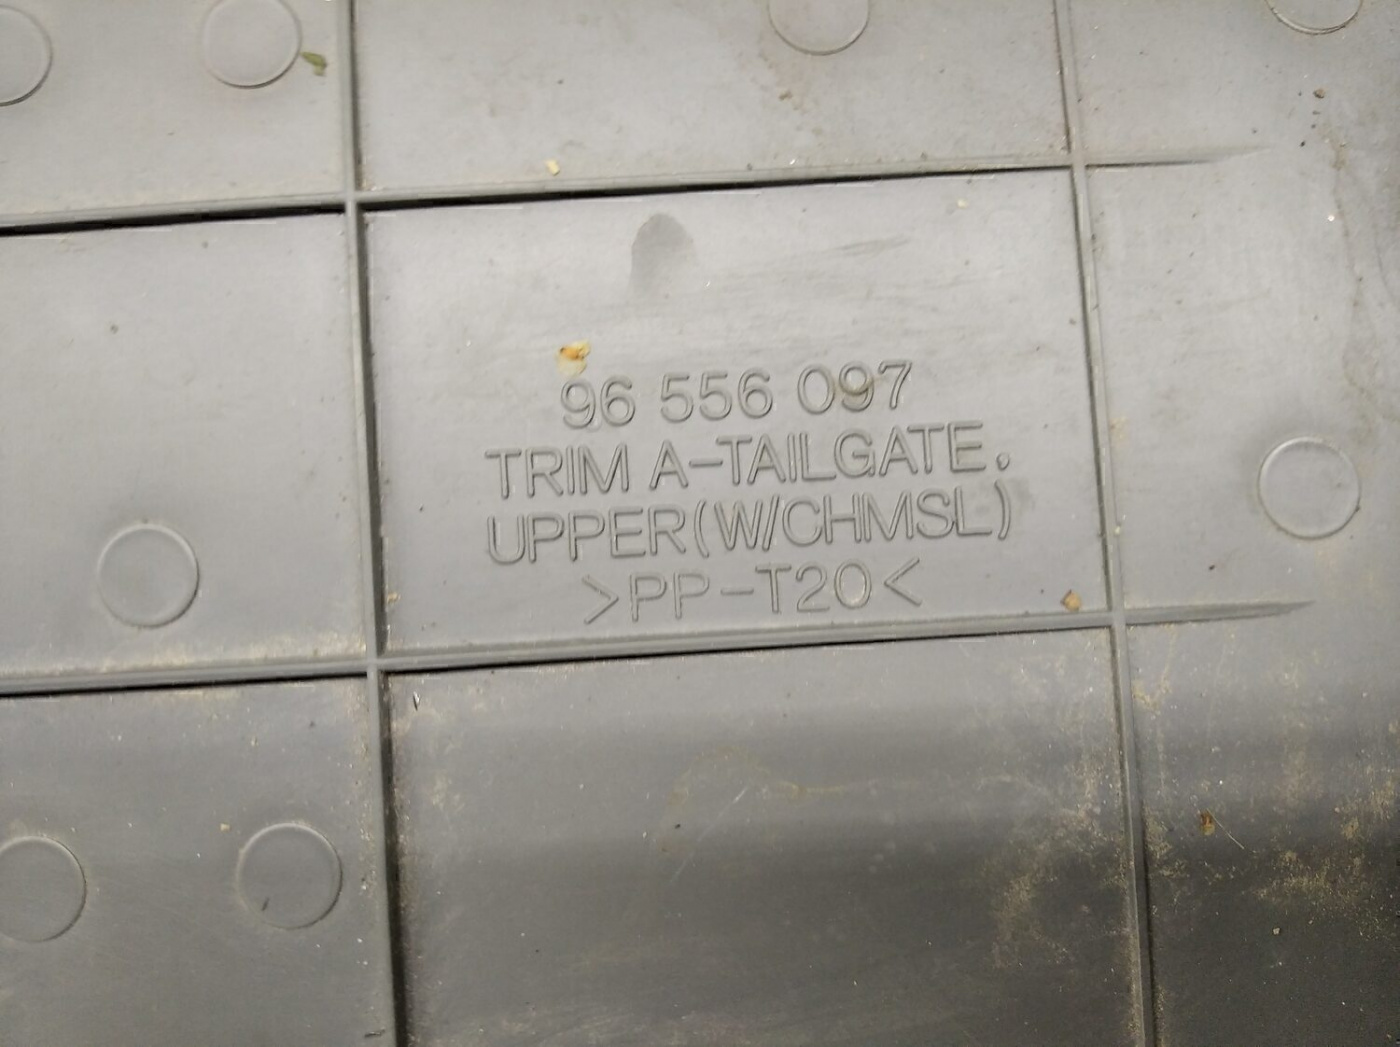 96 556 097
TRIM A-TAILGATE,
UPPER(W/CHMSL)
>PP-T20<